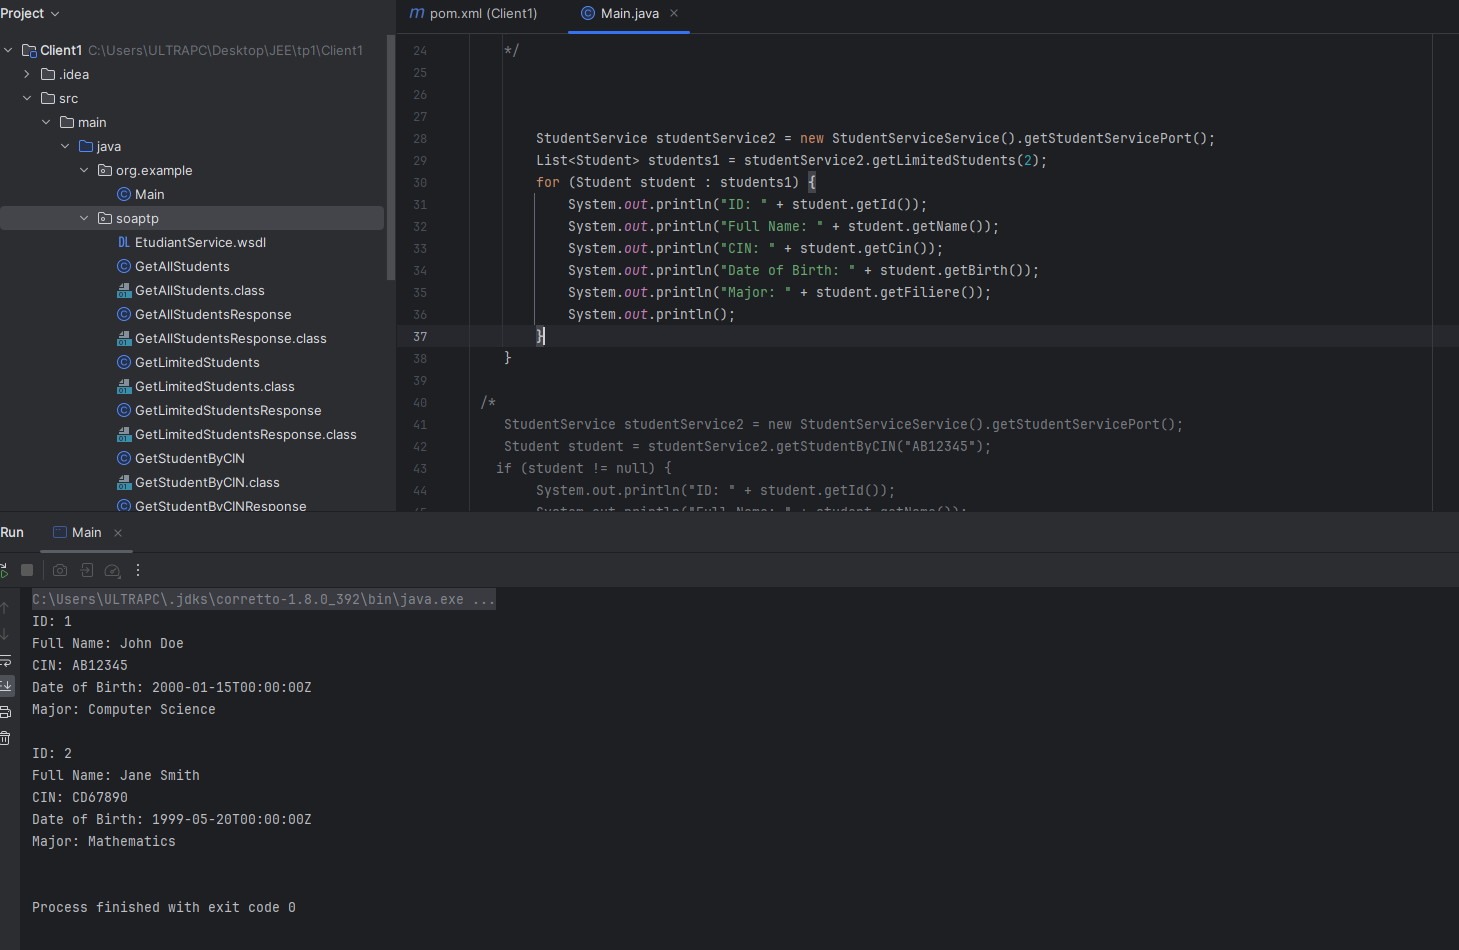 Project
Client1 C:\Users\ULTRAPC\Desktop\JEE\tp1\Client1
.idea
src
main
java
org.example
Main
soaptp
EtudiantService.wsdl
GetAllStudents
GetAllStudents.class
GetAllStudentsResponse
GetAllStudentsResponse.class
GetLimitedStudents
GetLimitedStudents.class
GetLimitedStudentsResponse
GetLimitedStudentsResponse.class
GetStudentByCIN
GetStudentByCIN.class
GetStudentByCINResponse
pom.xml (Client1) Main.java
24 */
25
26
27
28 StudentService studentService2 = new StudentServiceService().getStudentServicePort();
29 List<Student> students1 = studentService2.getLimitedStudents(2);
30 for (Student student : students1) {
31 System.out.println("ID: " + student.getId());
32 System.out.println("Full Name: " + student.getName());
33 System.out.println("CIN: " + student.getCin());
34 System.out.println("Date of Birth: " + student.getBirth());
35 System.out.println("Major: " + student.getFiliere());
36 System.out.println();
37 }
38 }
39
40 /*
41 StudentService studentService2 = new StudentServiceService().getStudentServicePort();
42 Student student = studentService2.getStudentByCIN("AB12345");
43 if (student != null) {
44 System.out.println("ID: " + student.getId());
45 System.out.println("Full Name: " + student.getName());
Run Main
C:\Users\ULTRAPC\.jdks\corretto-1.8.0_392\bin\java.exe ...
ID: 1
Full Name: John Doe
CIN: AB12345
Date of Birth: 2000-01-15T00:00:00Z
Major: Computer Science
ID: 2
Full Name: Jane Smith
CIN: CD67890
Date of Birth: 1999-05-20T00:00:00Z
Major: Mathematics
Process finished with exit code 0